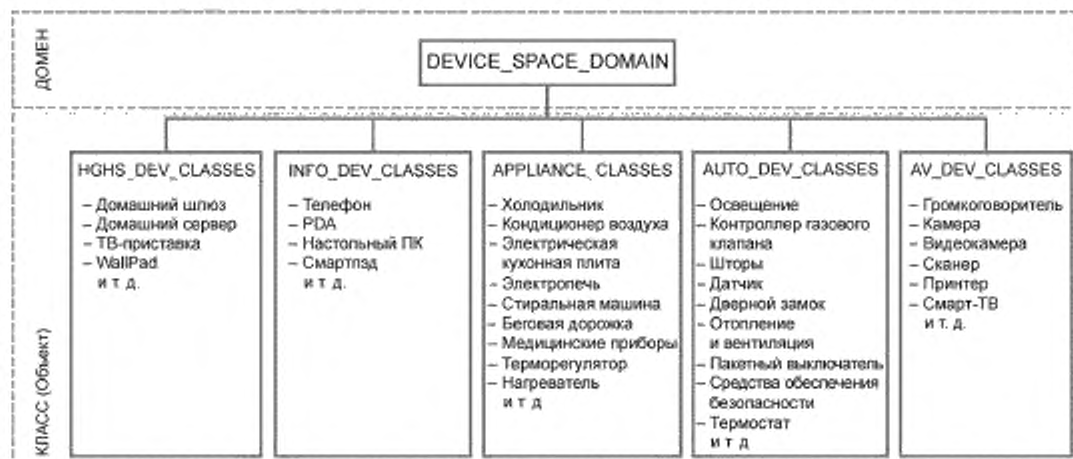 ДОМЕН
DEVICE_SPACE_DOMAIN
КЛАСС (Объект)
HGHS_DEV_CLASSES
– Домашний шлюз
– Домашний сервер
– ТВ-приставка
– WallPad
и т д.
INFO_DEV_CLASSES
– Телефон
– PDA
– Настольный ПК
– Смартпэд
и т. д.
APPLIANCE_CLASSES
– Холодильник
– Кондиционер воздуха
– Электрическая
кухонная плита
– Электропечь
– Стиральная машина
– Беговая дорожка
– Медицинские приборы
– Терморегулятор
– Нагреватель
и т д
AUTO_DEV_CLASSES
– Освещение
– Контроллер газового
клапана
– Шторы
– Датчик
– Дверной замок
– Отопление
и вентиляция
– Пакетный выключатель
– Средства обеспечения
безопасности
– Термостат
и т д
AV_DEV_CLASSES
– Громкоговоритель
– Камера
– Видеокамера
– Сканер
– Принтер
– Смарт-ТВ
и т. д.